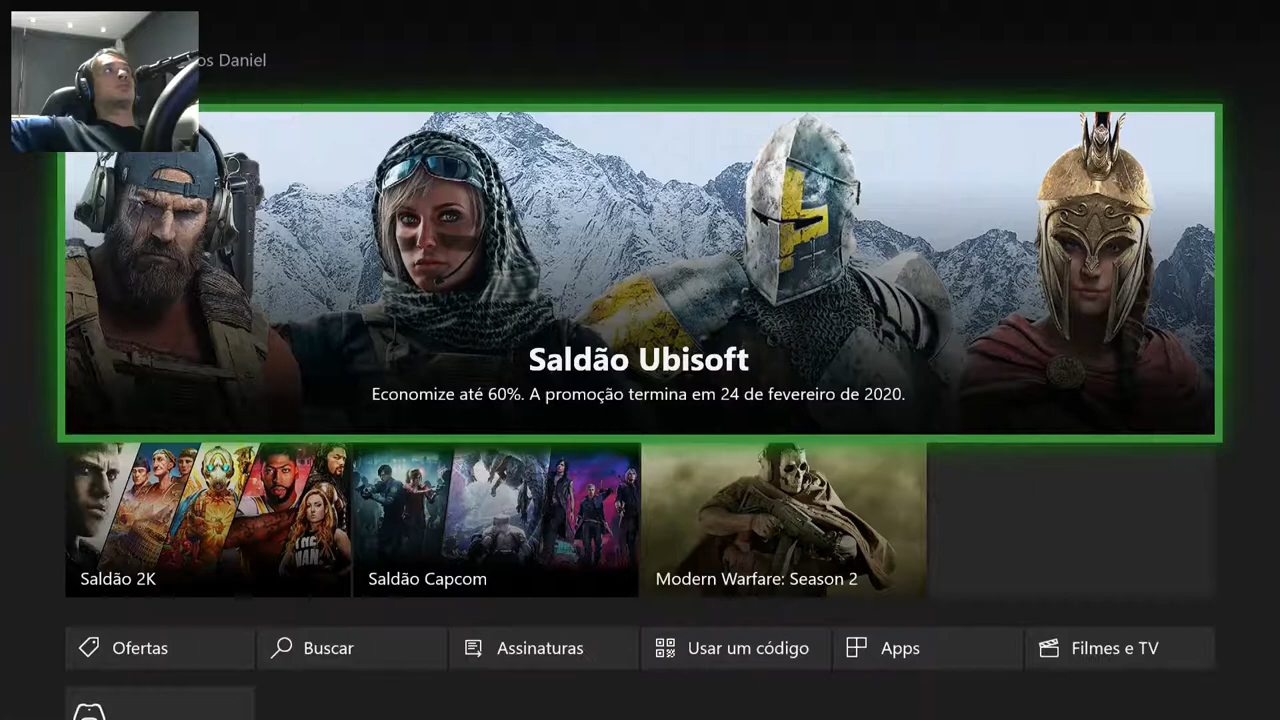 os Daniel
Saldão Ubisoft
Economize até 60%. A promoção termina em 24 de fevereiro de 2020.
Saldão 2K
Saldão Capcom
Modern Warfare: Season 2
Ofertas
Buscar
Assinaturas
Usar um código
Apps
Filmes e TV